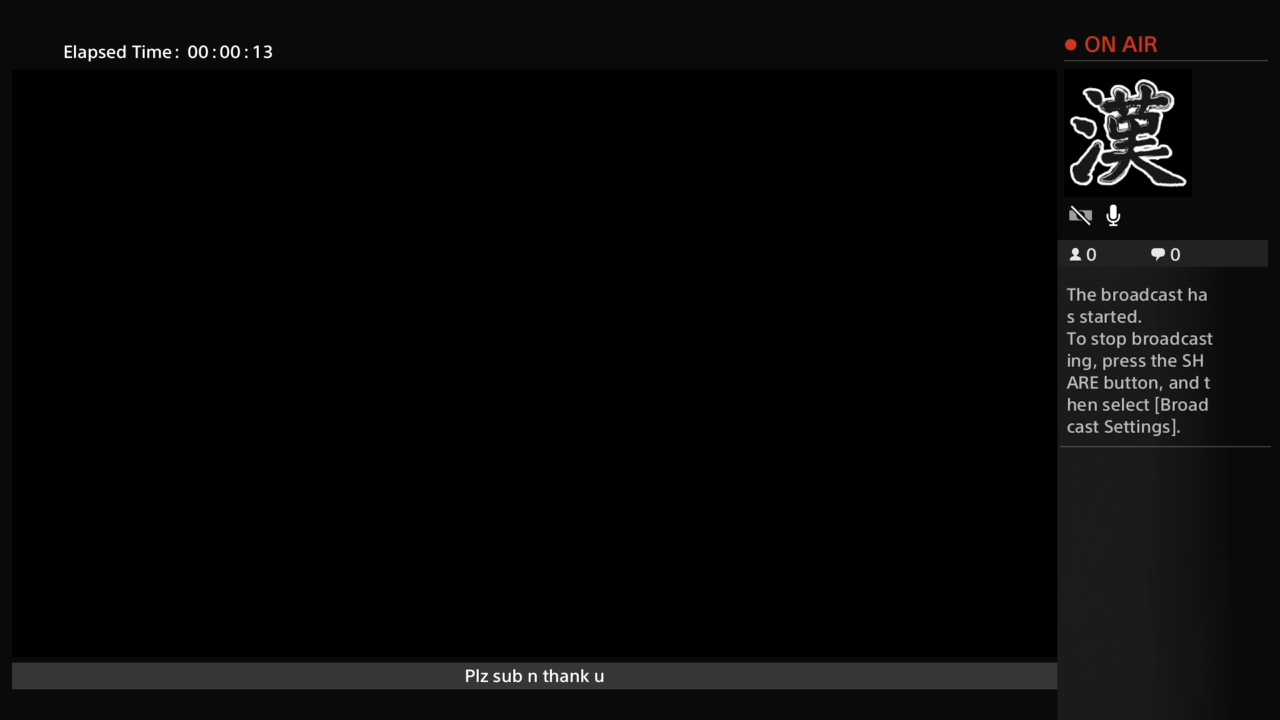 Elapsed Time: 00:00:13
ON AIR
漢
0 0
The broadcast ha
s started.
To stop broadcast
ing, press the SH
ARE button, and t
hen select [Broad
cast Settings].
Plz sub n thank u